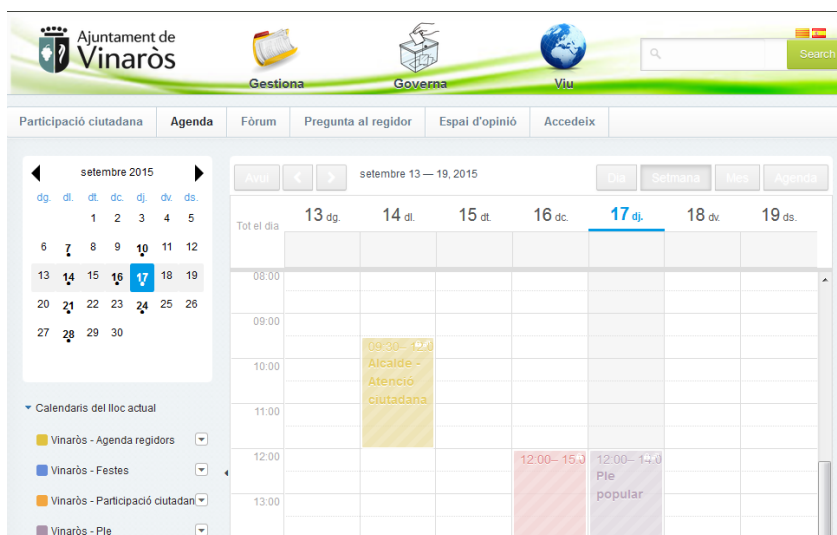 Ajuntament de
Vinaròs
Gestiona
Governa
Viu
Search
Participació ciutadana
Agenda
Fòrum
Pregunta al regidor
Espai d'opinió
Accedeix
setembre 2015
dg. dl. dt. dc. dj. dv. ds.
1 2 3 4 5
6 7 8 9 10 11 12
13 14 15 16 17 18 19
20 21 22 23 24 25 26
27 28 29 30
Calendaris del lloc actual
Vinaròs - Agenda regidors
Vinaròs - Festes
Vinaròs - Participació ciutadan
Vinaròs - Ple
Avui
setembre 13 — 19, 2015
Dia
Setmana
Mes
Agenda
Tot el dia
13 dg.
14 dl.
15 dt.
16 dc.
17 dj.
18 dv.
19 ds.
08:00
09:00
10:00
11:00
12:00
13:00
09:30– 12:0
Alcalde -
Atenció
ciutadana
12:00– 15:0
12:00– 14:0
Ple
popular